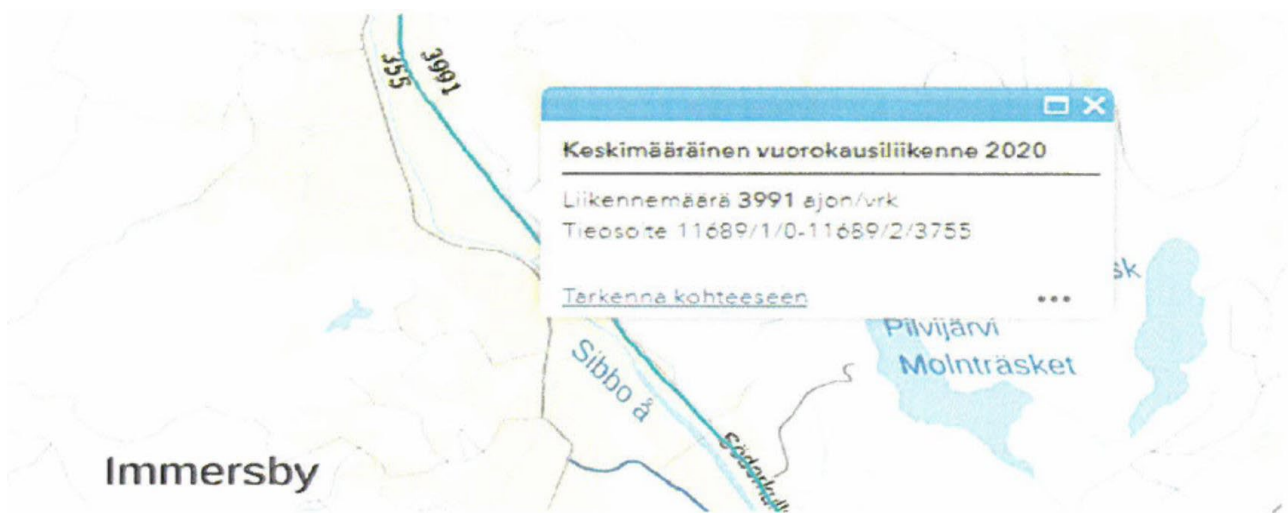 355
3991
Keskimääräinen vuorokausiliikenne 2020
Liikennemäärä 3991 ajon/vrk
Tieosoite 11689/1/0-11689/2/3755
Tarkenna kohteeseen
sk
Pilvijärvi
Molnträsket
Sibbo å
Söderkull
Immersby